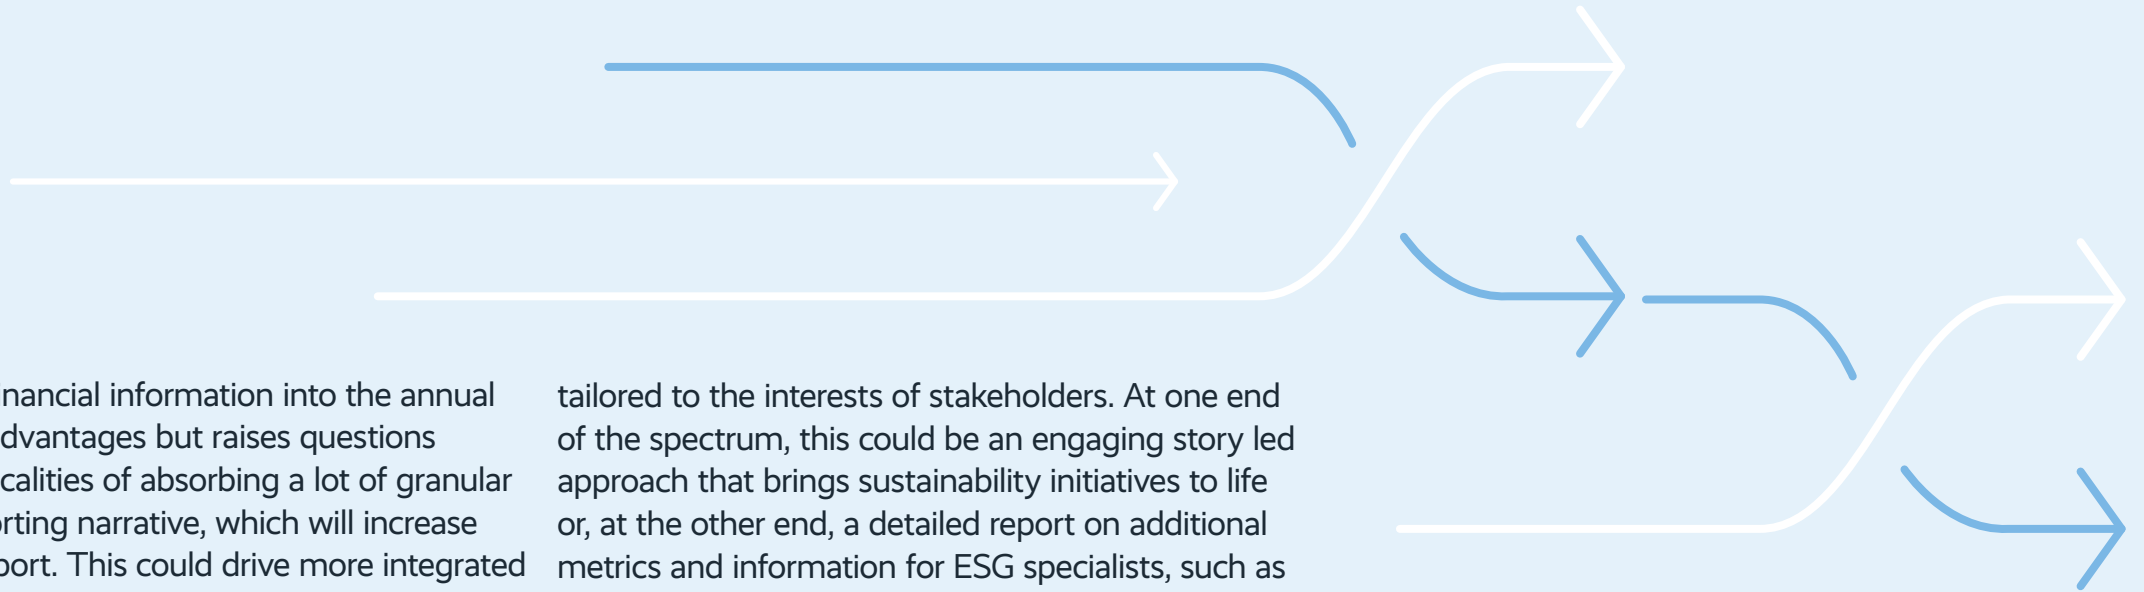 inancial information into the annual
dvantages but raises questions
calities of absorbing a lot of granular
rting narrative, which will increase
port. This could drive more integrated
tailored to the interests of stakeholders. At one end
of the spectrum, this could be an engaging story led
approach that brings sustainability initiatives to life
or, at the other end, a detailed report on additional
metrics and information for ESG specialists, such as